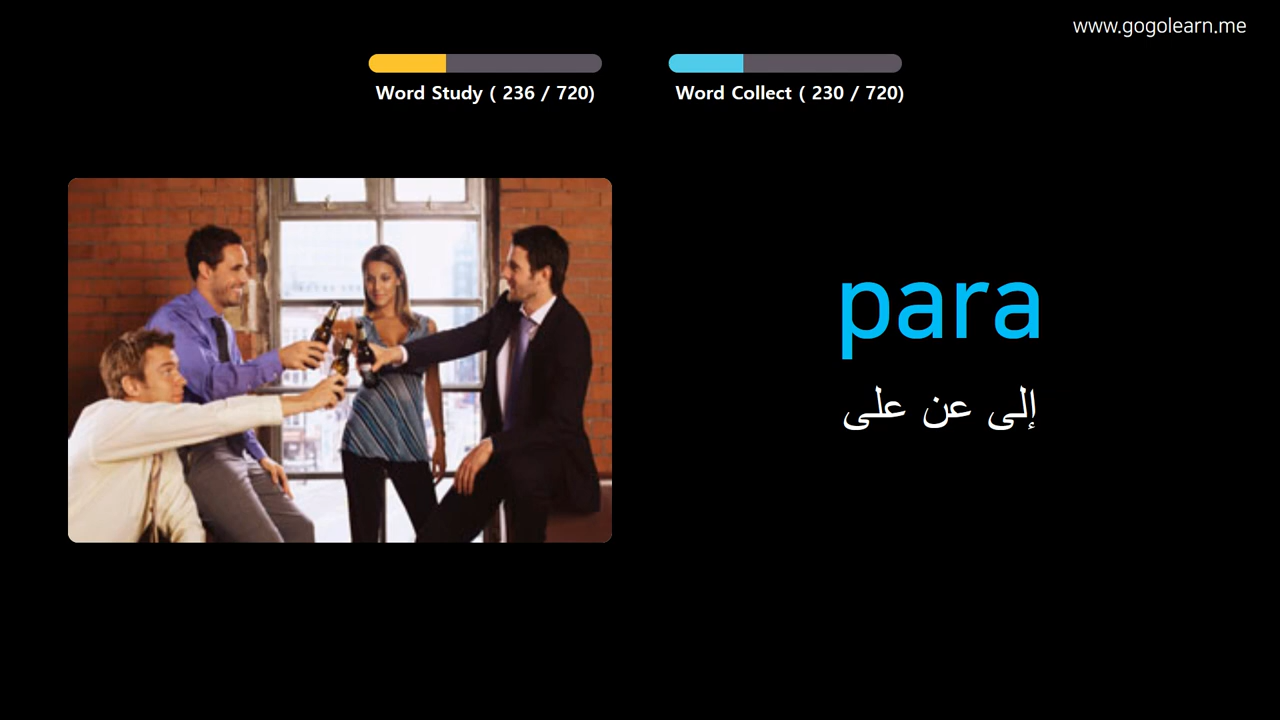 www.gogolearn.me
Word Study ( 236 / 720)
Word Collect ( 230 / 720)
para
إلى عن على